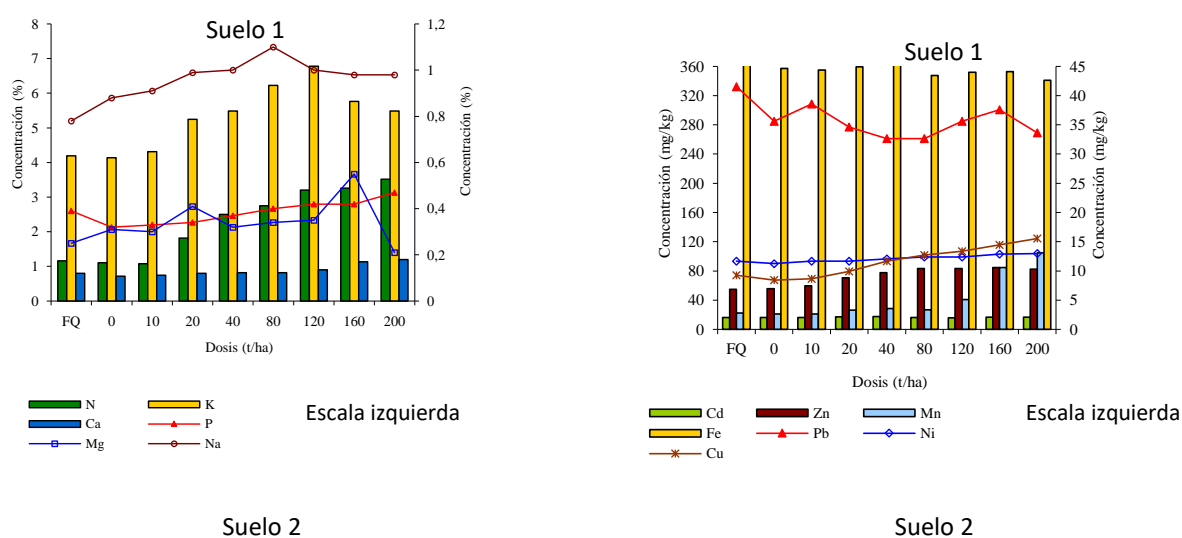 Suelo 1
8
7
6
5
4
3
2
1
0
Concentración (%)
1,2
1
0,8
0,6
0,4
0,2
0
Concentración (%)
FQ 0 10 20 40 80 120 160 200
Dosis (t/ha)
N K
Ca P
Mg Na
Escala izquierda
Suelo 1
360
320
280
240
200
160
120
80
40
0
Concentración (mg/kg)
45
40
35
30
25
20
15
10
5
0
Concentración (mg/kg)
FQ 0 10 20 40 80 120 160 200
Dosis (t/ha)
Cd Zn Mn
Fe Pb Ni
Cu
Escala izquierda
Suelo 2
Suelo 2